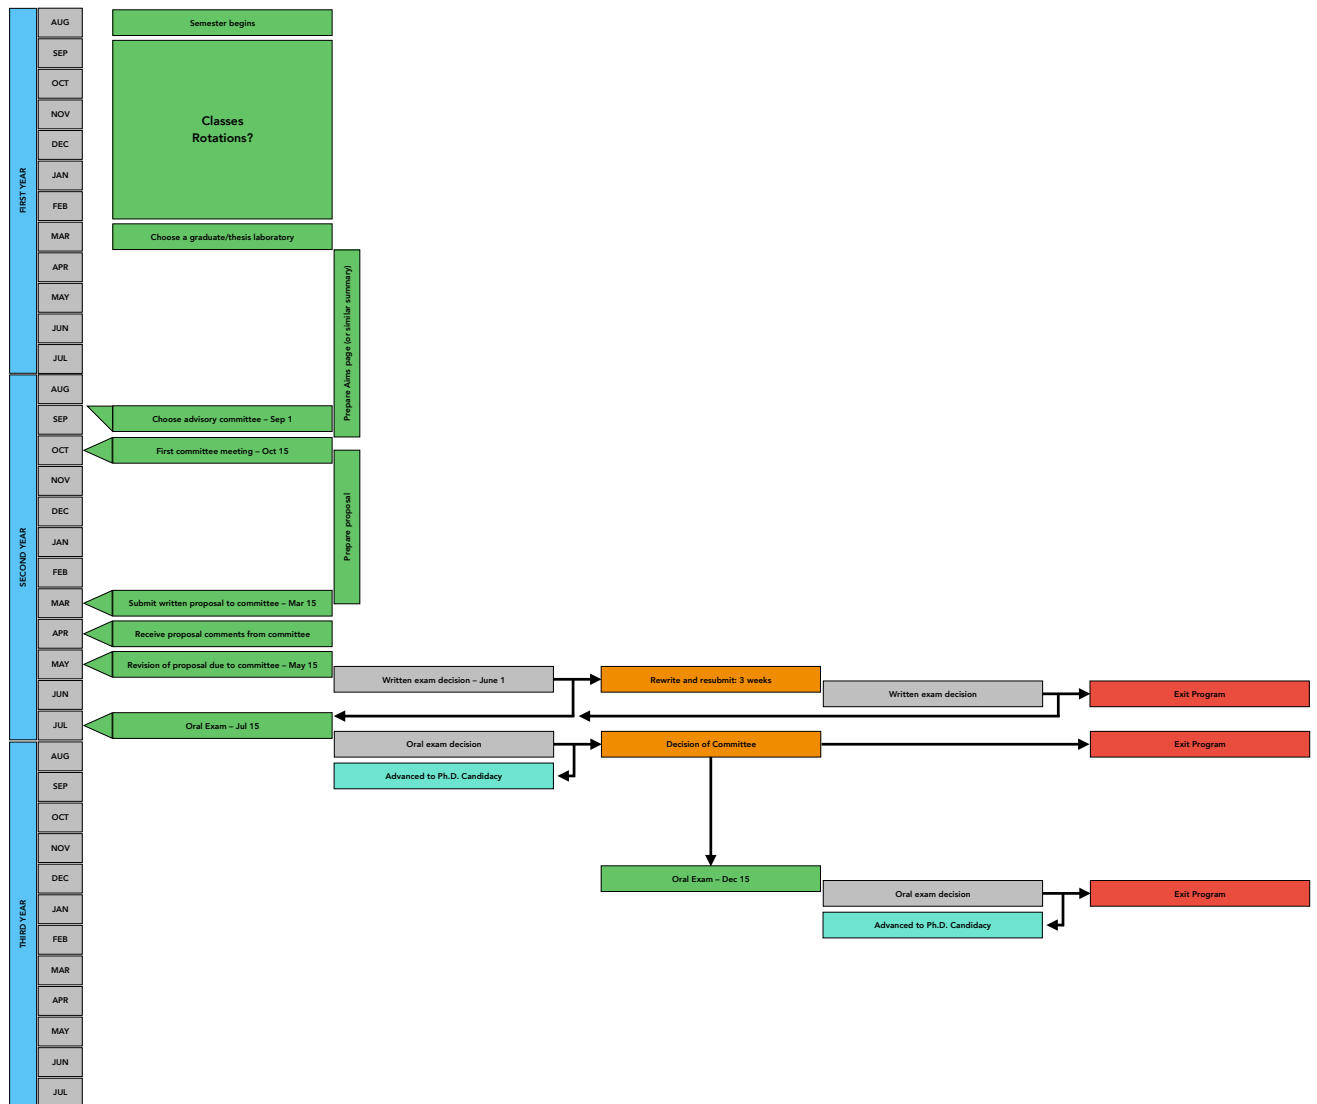 FIRST YEAR
AUG
Semester begins
SEP
OCT
NOV
Classes
Rotations?
DEC
JAN
FEB
MAR
Choose a graduate/thesis laboratory
APR
MAY
JUN
JUL
Prepare Aims page (or similar summary)
SECOND YEAR
AUG
SEP
Choose advisory committee – Sep 1
OCT
First committee meeting – Oct 15
NOV
DEC
JAN
FEB
Prepare proposal
MAR
Submit written proposal to committee – Mar 15
APR
Receive proposal comments from committee
MAY
Revision of proposal due to committee – May 15
Written exam decision – June 1
Rewrite and resubmit: 3 weeks
JUN
Written exam decision
Exit Program
JUL
Oral Exam – Jul 15
THIRD YEAR
Oral exam decision
Decision of Committee
Exit Program
AUG
Advanced to Ph.D. Candidacy
SEP
OCT
NOV
DEC
Oral Exam – Dec 15
Oral exam decision
Exit Program
JAN
Advanced to Ph.D. Candidacy
FEB
MAR
APR
MAY
JUN
JUL